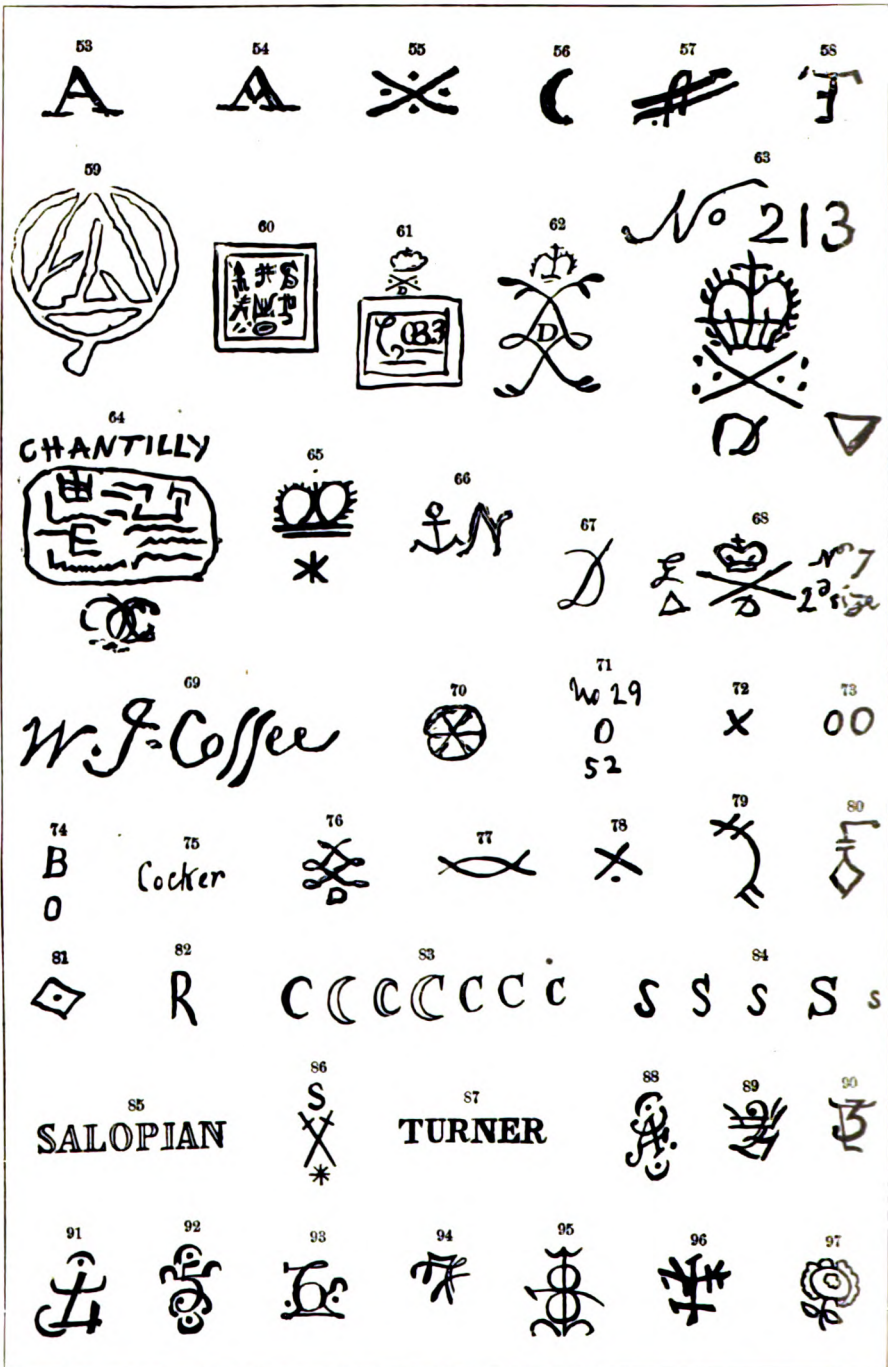 53 54 55 56 57 58
A A T
59 60 61 62 63
No 213
D
D
D
64 65 66 67 68
CHANTILLY
N
D
No 7
D 2d size
69 70 71 72 73
W. J. Coffee
No 29
O
52
X
OO
74 75 76 77 78 79 80
B
O
Cocker
D
81 82 83 84
R
C C C C C C C
S S S S S
85 86 87 88 89 90
SALOPIAN
S
TURNER
91 92 93 94 95 96 97